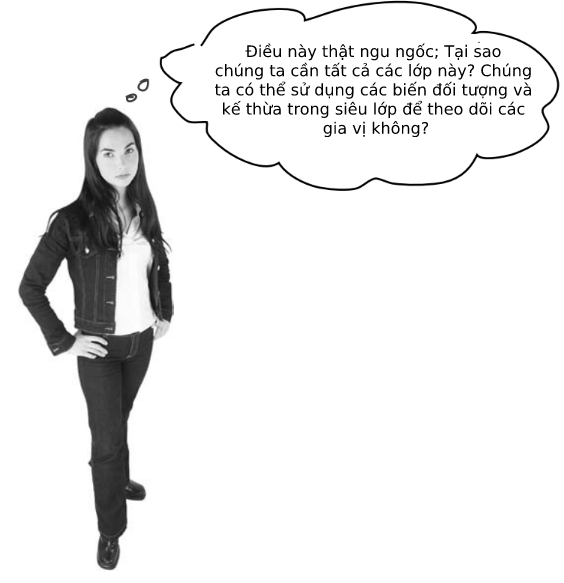 Điều này thật ngu ngốc; Tại sao
chúng ta cần tất cả các lớp này? Chúng
ta có thể sử dụng các biến đối tượng và
kế thừa trong siêu lớp để theo dõi các
gia vị không?